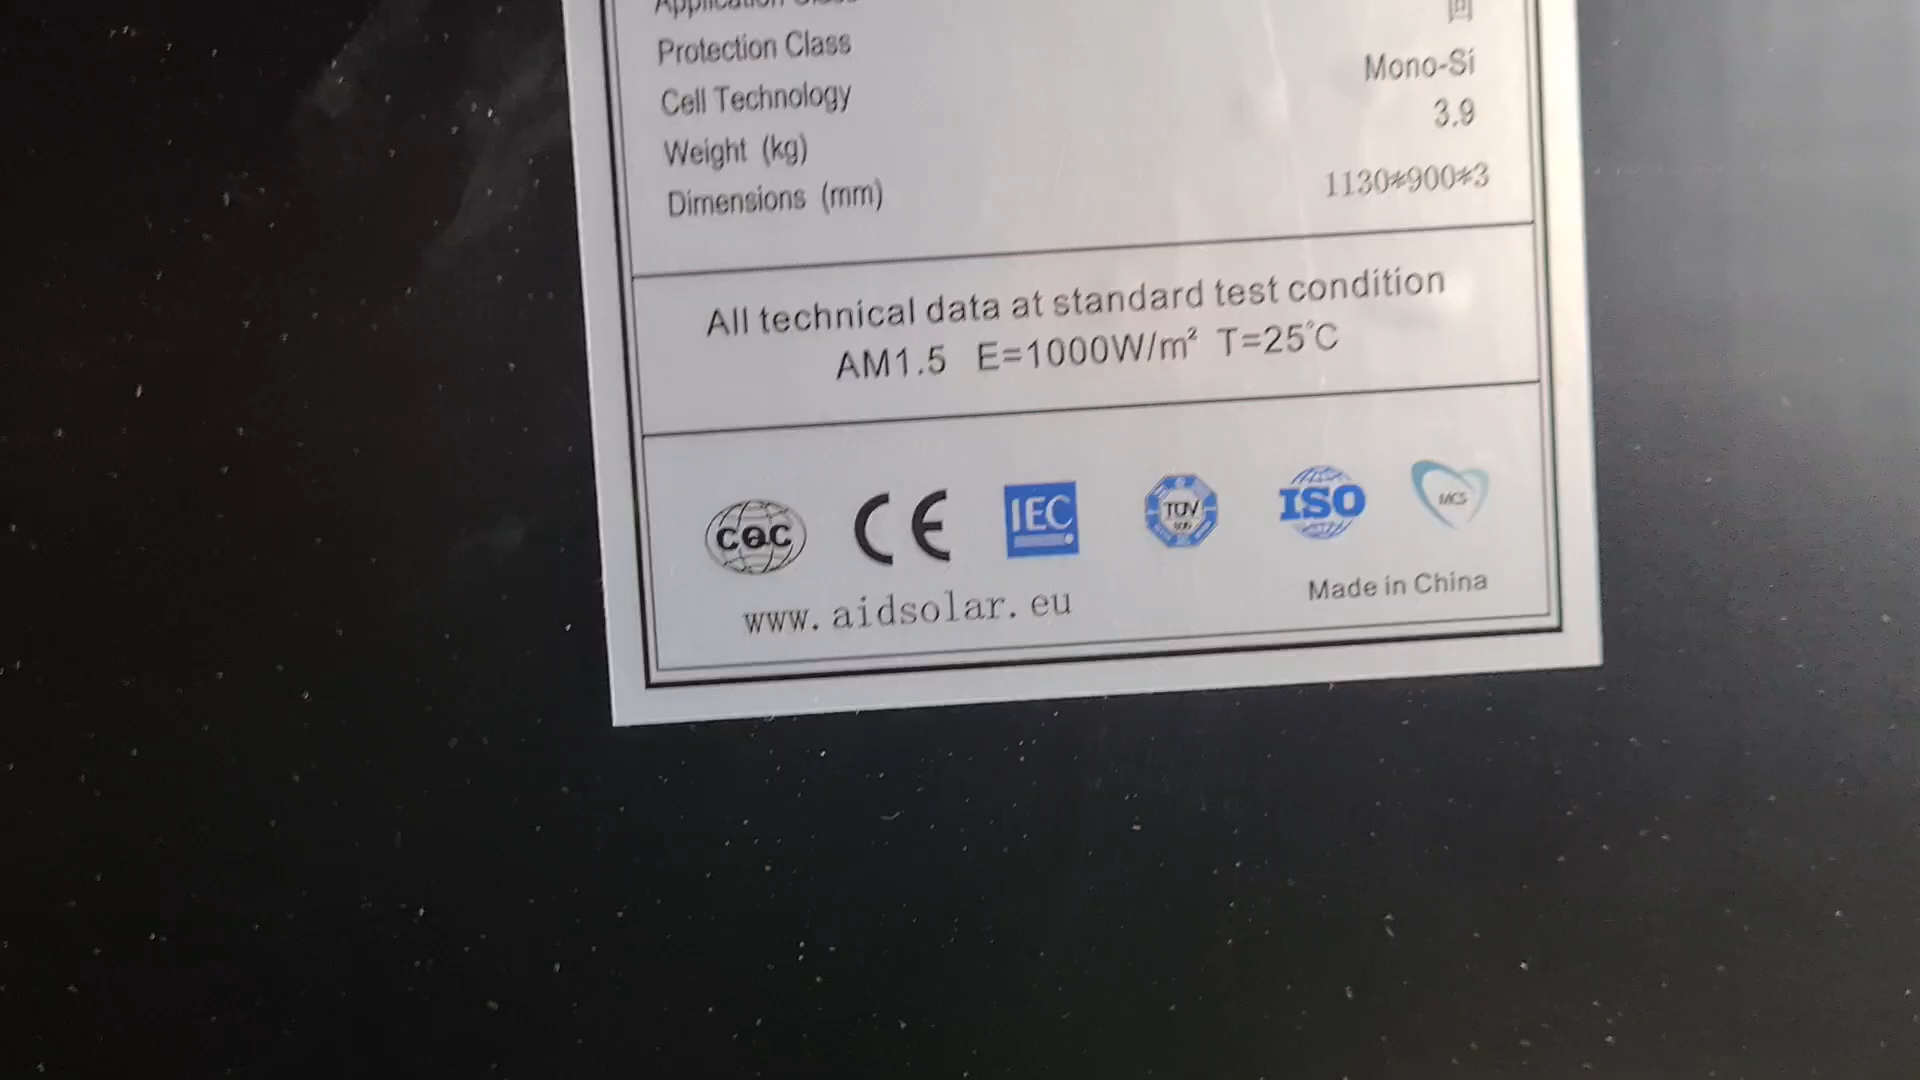 Application Class
Protection Class
Cell Technology Mono-Si
Weight (kg) 3.9
Dimensions (mm) 1130*900*3
All technical data at standard test condition
AM1.5 E=1000W/m² T=25℃
CQC CE IEC TÜV ISO MCS
www.aidsolar.eu Made in China